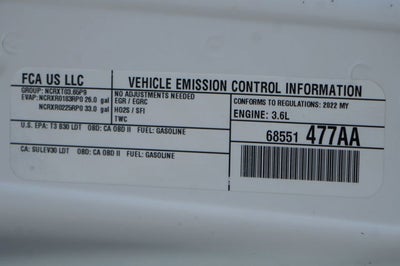 FCA US LLC
VEHICLE EMISSION CONTROL INFORMATION
GROUP: NCRXT03.65P9
EVAP: NCRXR0183RP0 26.0 gal
NCRXR0225RP0 33.0 gal
NO ADJUSTMENTS NEEDED
EGR / EGRC
HO2S / SFI
TWC
CONFORMS TO REGULATIONS: 2022 MY
ENGINE: 3.6L
68551 477AA
U.S. EPA: T3 B30 LDT OBD: CA OBD II FUEL: GASOLINE
CA: SULEV30 LDT OBD: CA OBD II FUEL: GASOLINE